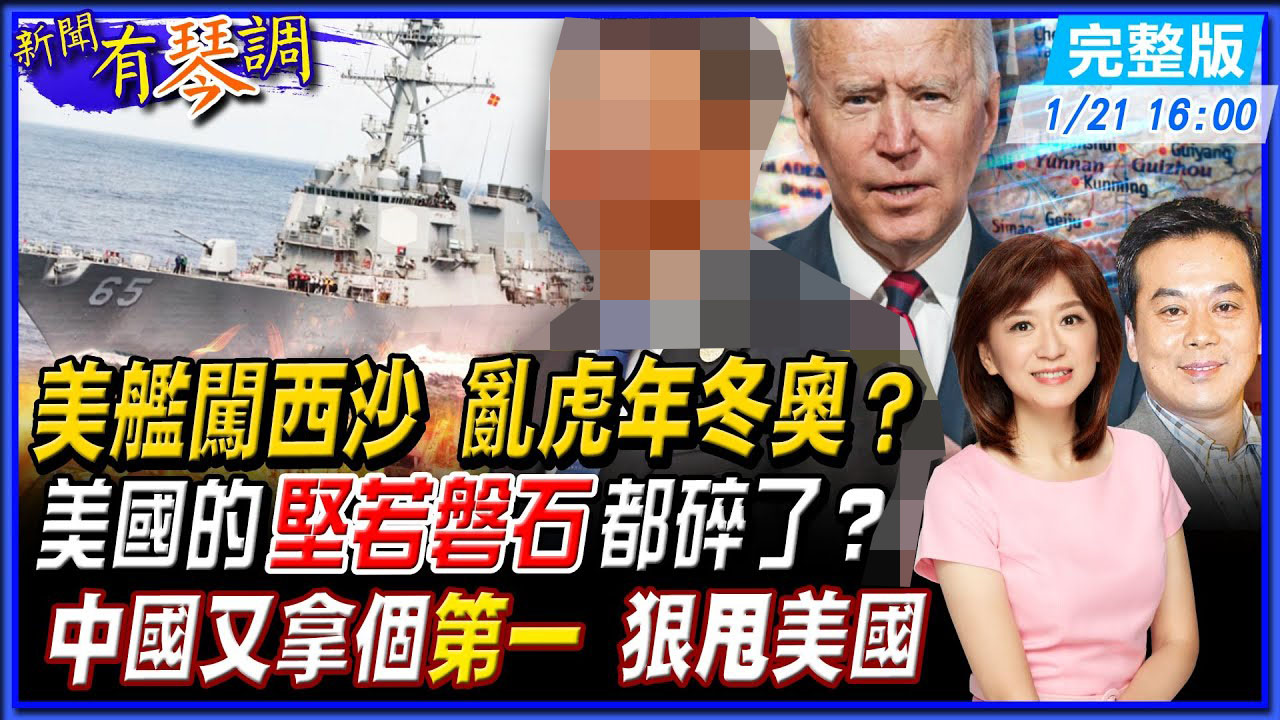 新聞有琴調
完整版
1/21 16:00
Yunnan
Guizhou
Guiyang
Kunming
Simao
Gejiu
65
美艦闖西沙 亂虎年冬奧？
美國的堅若磐石都碎了？
中國又拿個第一 狠甩美國